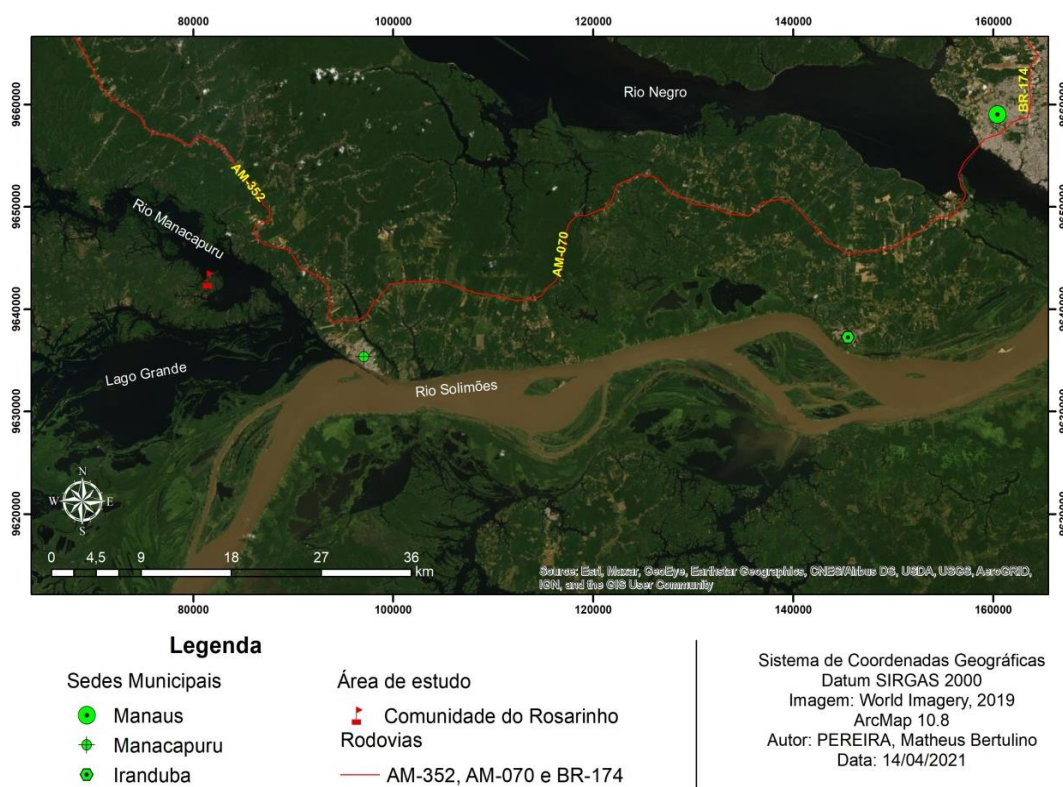 80000 100000 120000 140000 160000
9660000
9660000
BR-174
Rio Negro
AM-352
9650000
Rio Manacapuru
AM-070
9640000
9640000
Lago Grande
Rio Solimões
9630000
9620000
N
W E
S
0 4,5 9 18 27 36
km
Source: Esri, Maxar, GeoEye, Earthstar Geographics, CNES/Airbus DS, USDA, USGS, AeroGRID,
IGN, and the GIS User Community
80000 100000 120000 140000 160000
Legenda
Sedes Municipais
Manaus
Manacapuru
Iranduba
Área de estudo
Comunidade do Rosarinho
Rodovias
AM-352, AM-070 e BR-174
Sistema de Coordenadas Geográficas
Datum SIRGAS 2000
Imagem: World Imagery, 2019
ArcMap 10.8
Autor: PEREIRA, Matheus Bertulino
Data: 14/04/2021